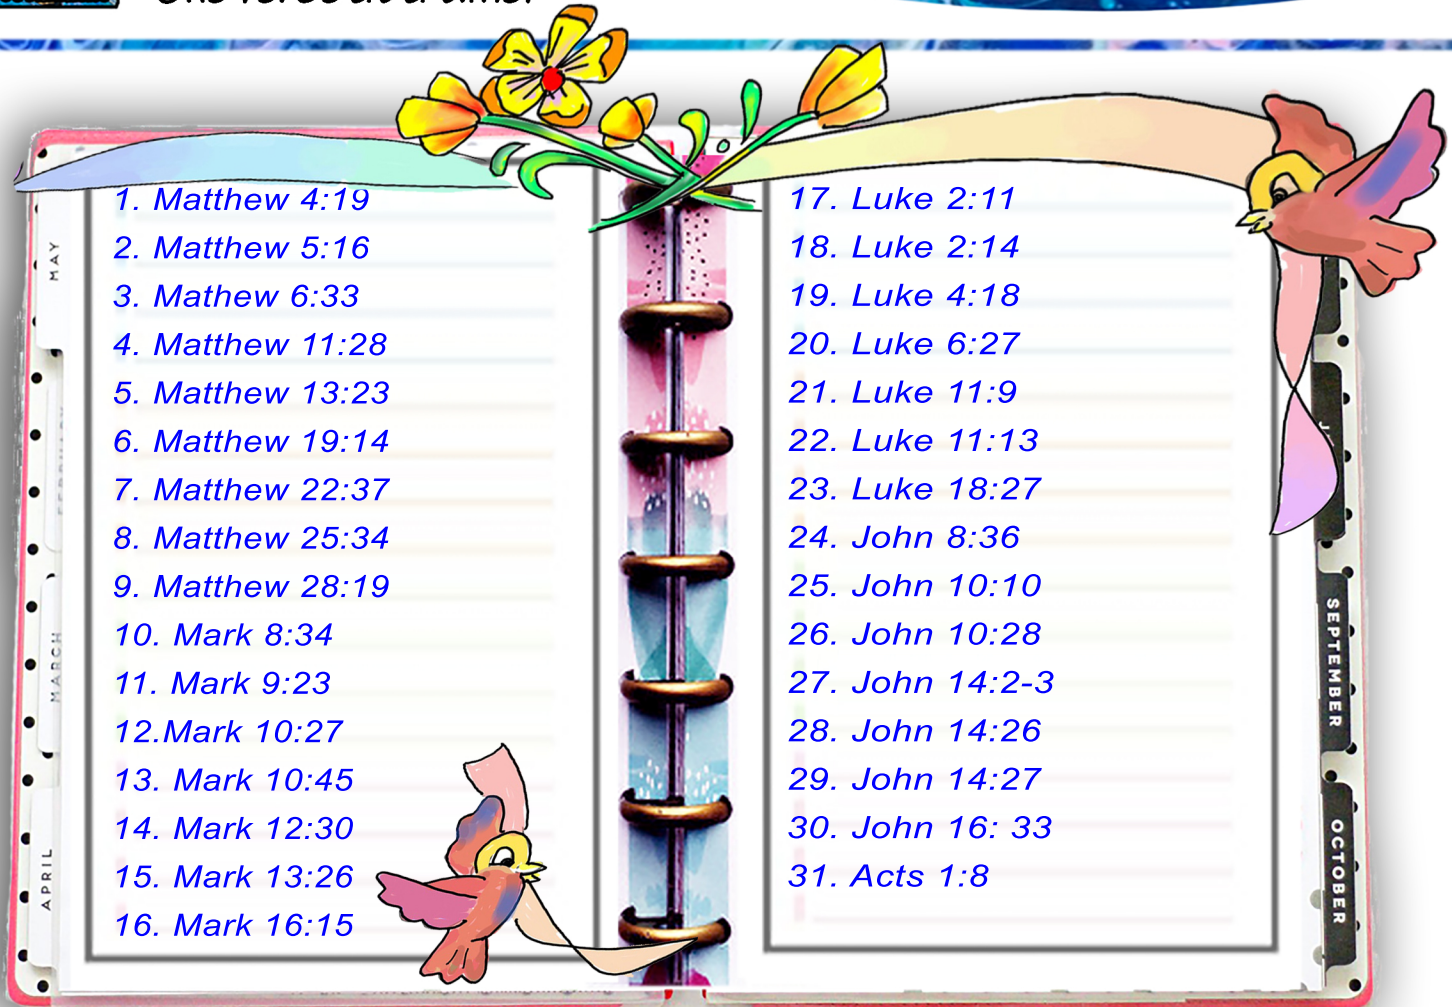 1. Matthew 4:19
2. Matthew 5:16
3. Mathew 6:33
4. Matthew 11:28
5. Matthew 13:23
6. Matthew 19:14
7. Matthew 22:37
8. Matthew 25:34
9. Matthew 28:19
10. Mark 8:34
11. Mark 9:23
12.Mark 10:27
13. Mark 10:45
14. Mark 12:30
15. Mark 13:26
16. Mark 16:15
17. Luke 2:11
18. Luke 2:14
19. Luke 4:18
20. Luke 6:27
21. Luke 11:9
22. Luke 11:13
23. Luke 18:27
24. John 8:36
25. John 10:10
26. John 10:28
27. John 14:2-3
28. John 14:26
29. John 14:27
30. John 16: 33
31. Acts 1:8
MAY
FEBRUARY
MARCH
APRIL
SEPTEMBER
OCTOBER